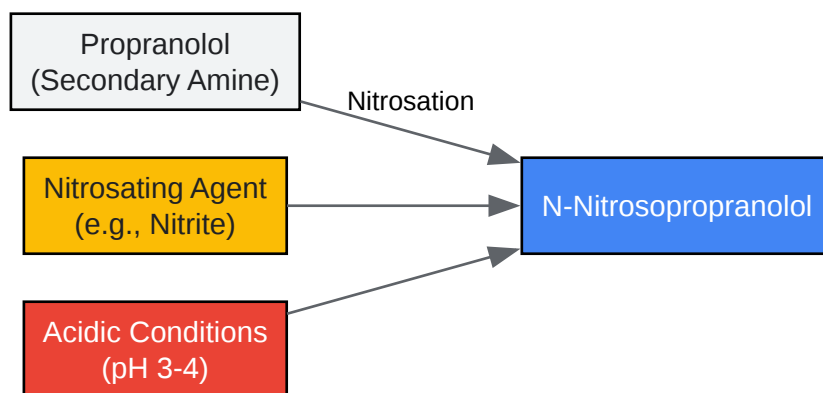 Propranolol
(Secondary Amine)
Nitrosation
Nitrosating Agent
(e.g., Nitrite)
N-Nitrosopropranolol
Acidic Conditions
(pH 3-4)